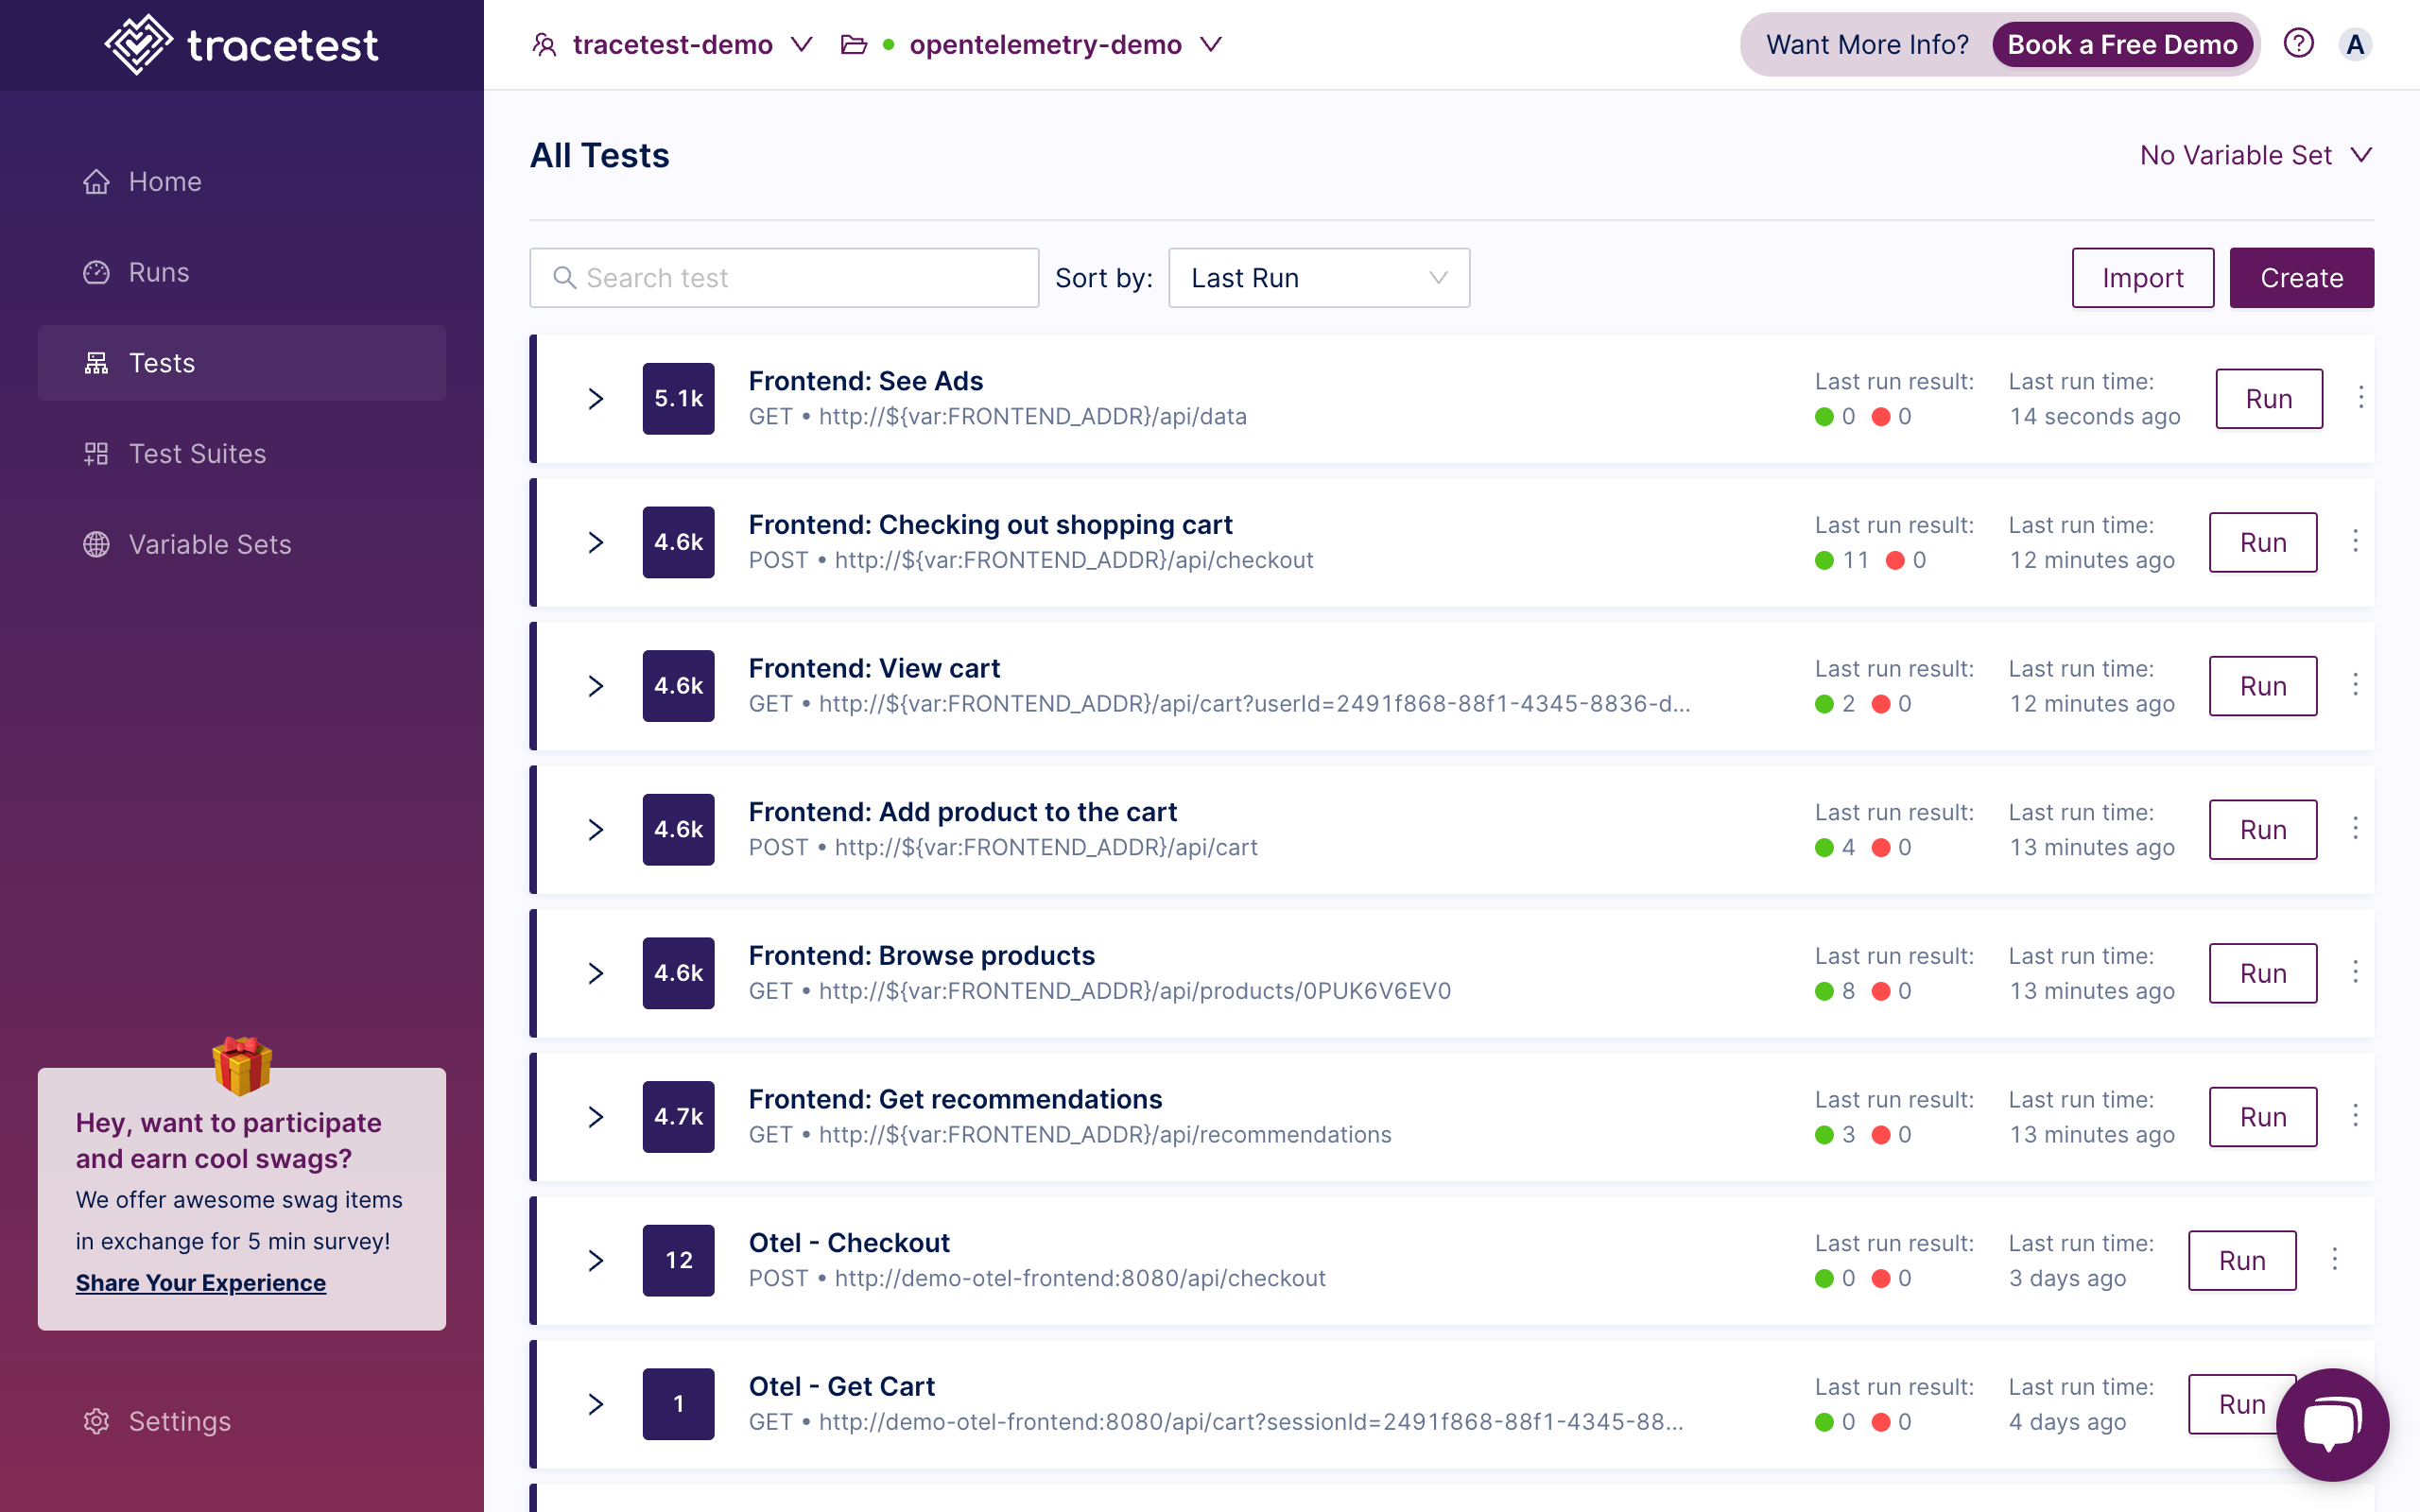 tracetest
tracetest-demo
opentelemetry-demo
Want More Info?
Book a Free Demo
A
Home
Runs
Tests
Test Suites
Variable Sets
Hey, want to participate
and earn cool swags?
We offer awesome swag items
in exchange for 5 min survey!
Share Your Experience
Settings
All Tests
No Variable Set
Search test
Sort by:
Last Run
Import
Create
5.1k
Frontend: See Ads
GET • http://${var:FRONTEND_ADDR}/api/data
Last run result:
0 0
Last run time:
14 seconds ago
Run
4.6k
Frontend: Checking out shopping cart
POST • http://${var:FRONTEND_ADDR}/api/checkout
Last run result:
11 0
Last run time:
12 minutes ago
Run
4.6k
Frontend: View cart
GET • http://${var:FRONTEND_ADDR}/api/cart?userId=2491f868-88f1-4345-8836-d...
Last run result:
2 0
Last run time:
12 minutes ago
Run
4.6k
Frontend: Add product to the cart
POST • http://${var:FRONTEND_ADDR}/api/cart
Last run result:
4 0
Last run time:
13 minutes ago
Run
4.6k
Frontend: Browse products
GET • http://${var:FRONTEND_ADDR}/api/products/0PUK6V6EV0
Last run result:
8 0
Last run time:
13 minutes ago
Run
4.7k
Frontend: Get recommendations
GET • http://${var:FRONTEND_ADDR}/api/recommendations
Last run result:
3 0
Last run time:
13 minutes ago
Run
12
Otel - Checkout
POST • http://demo-otel-frontend:8080/api/checkout
Last run result:
0 0
Last run time:
3 days ago
Run
1
Otel - Get Cart
GET • http://demo-otel-frontend:8080/api/cart?sessionId=2491f868-88f1-4345-88...
Last run result:
0 0
Last run time:
4 days ago
Run